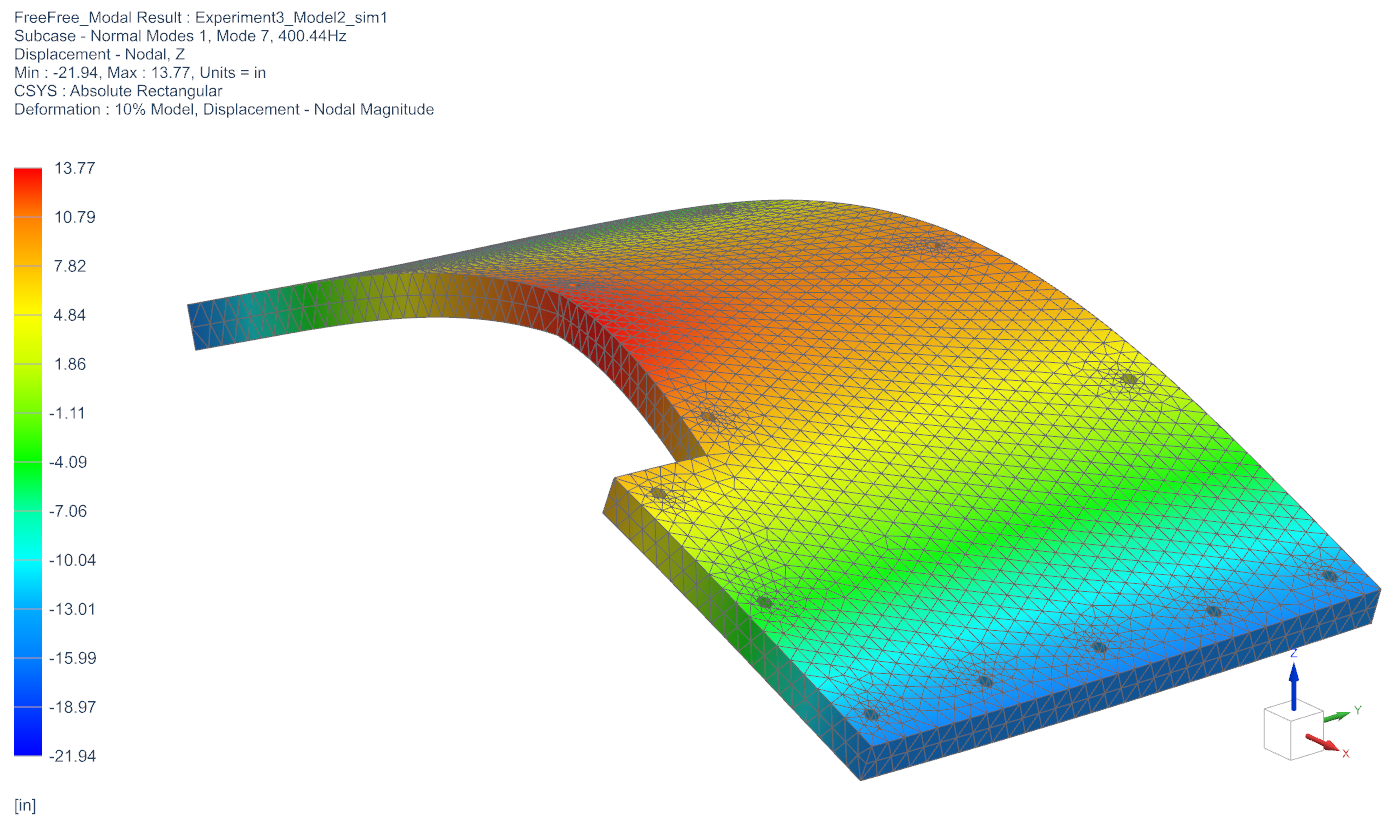 FreeFree_Modal Result : Experiment3_Model2_sim1
Subcase - Normal Modes 1, Mode 7, 400.44Hz
Displacement - Nodal, Z
Min : -21.94, Max : 13.77, Units = in
CSYS : Absolute Rectangular
Deformation : 10% Model, Displacement - Nodal Magnitude
13.77
10.79
7.82
4.84
1.86
-1.11
-4.09
-7.06
-10.04
-13.01
-15.99
-18.97
-21.94
[in]
Z
Y
X